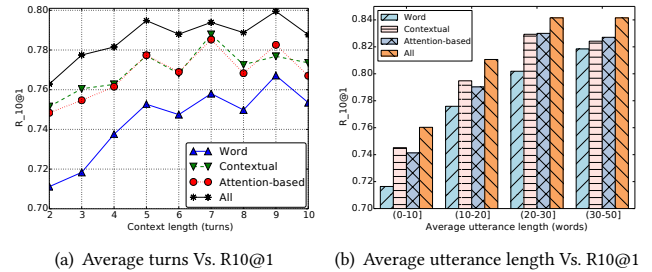 R_10@1
0.80
0.78
0.76
0.74
0.72
0.70
2 3 4 5 6 7 8 9 10
Context length (turns)
Word
Contextual
Attention-based
All
(a) Average turns Vs. R10@1
R_10@1
0.84
0.82
0.80
0.78
0.76
0.74
0.72
0.70
Word
Contextual
Attention-based
All
(0-10] (10-20] (20-30] (30-50]
Average utterance length (words)
(b) Average utterance length Vs. R10@1